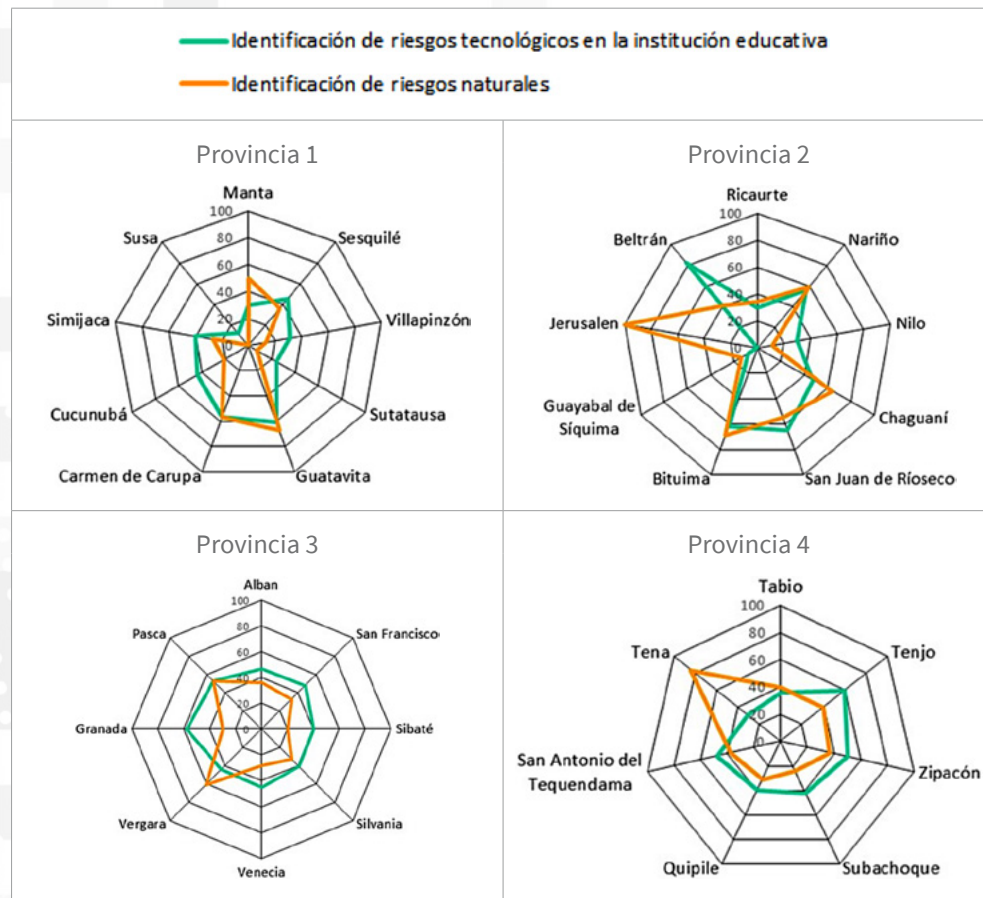 Identificación de riesgos tecnológicos en la institución educativa
Identificación de riesgos naturales
Provincia 1
Manta
100
80
60
40
20
0
Sesquilé
Villapinzón
Sutatausa
Guatavita
Carmen de Carupa
Cucunubá
Simijaca
Susa
Provincia 2
Ricaurte
100
80
60
40
20
0
Nariño
Nilo
Chaguaní
San Juan de Ríoseco
Bituima
Guayabal de
Síquima
Jerusalen
Beltrán
Provincia 3
Alban
100
80
60
40
20
0
San Francisco
Sibaté
Silvania
Venecia
Vergara
Granada
Pasca
Provincia 4
Tabio
100
80
60
40
20
0
Tenjo
Zipacón
Subachoque
Quipile
San Antonio del
Tequendama
Tena